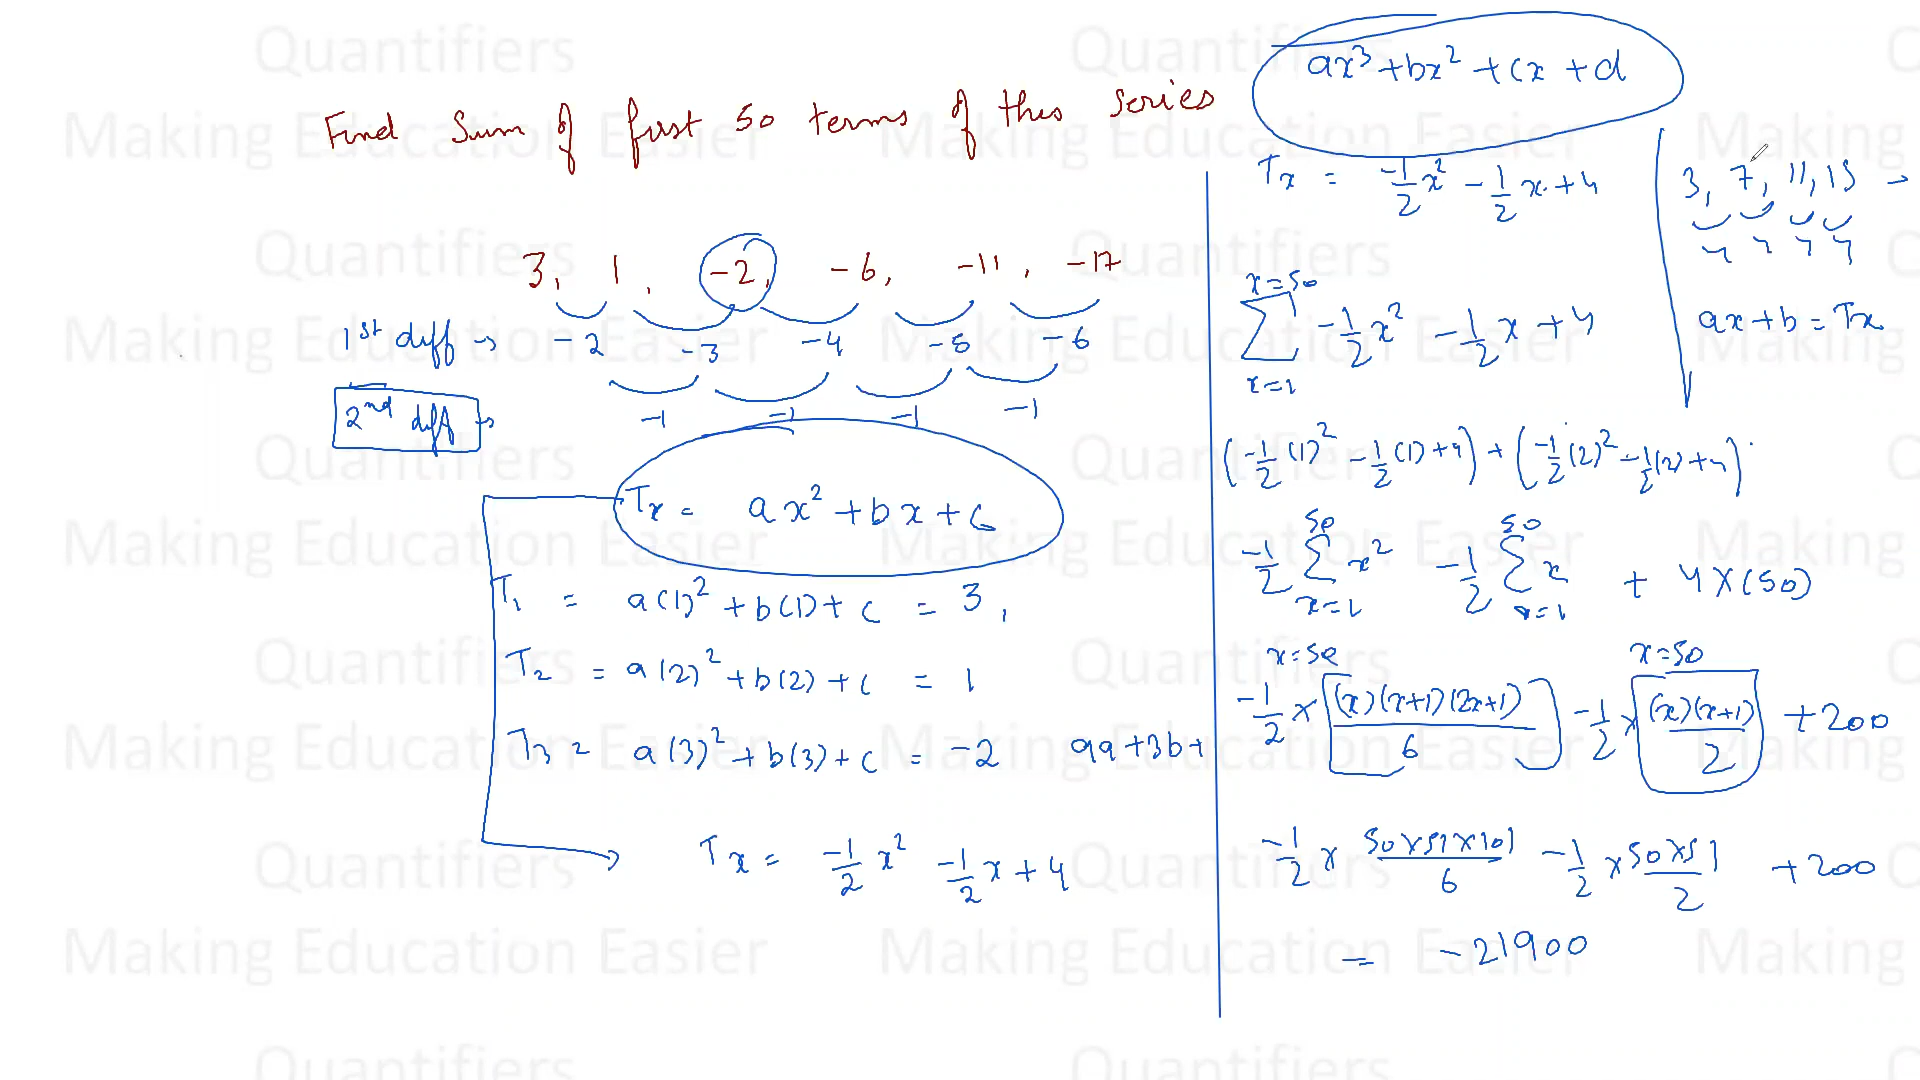 Find Sum of first 50 terms of this series
3, 1, -2, -6, -11, -17
1st diff → -2 -3 -4 -5 -6
2nd diff → -1 -1 -1 -1
Tx = ax² + bx + c
T₁ = a(1)² + b(1) + c = 3,
T₂ = a(2)² + b(2) + c = 1
T₃ = a(3)² + b(3) + c = -2 9a + 3b +
Tx = -1/2 x² -1/2 x + 4
ax³ + bx² + cx + d
Tx = -1/2 x² - 1/2 x + 4
3, 7, 11, 15 →
4 4 4 4
ax + b = Tx
x=50
∑ -1/2 x² - 1/2 x + 4
x=1
(-1/2 (1)² - 1/2 (1) + 4) + (-1/2 (2)² - 1/2 (2) + 4)
50 50
-1/2 ∑ x² -1/2 ∑ x + 4×(50)
x=1 x=1
x=50 x=50
-1/2 × [(x)(x+1)(2x+1)/6] -1/2 × [(x)(x+1)/2] + 200
-1/2 × 50×51×101/6 - 1/2 × 50×51/2 + 200
= -21900
Quantifiers
Making Education Easier